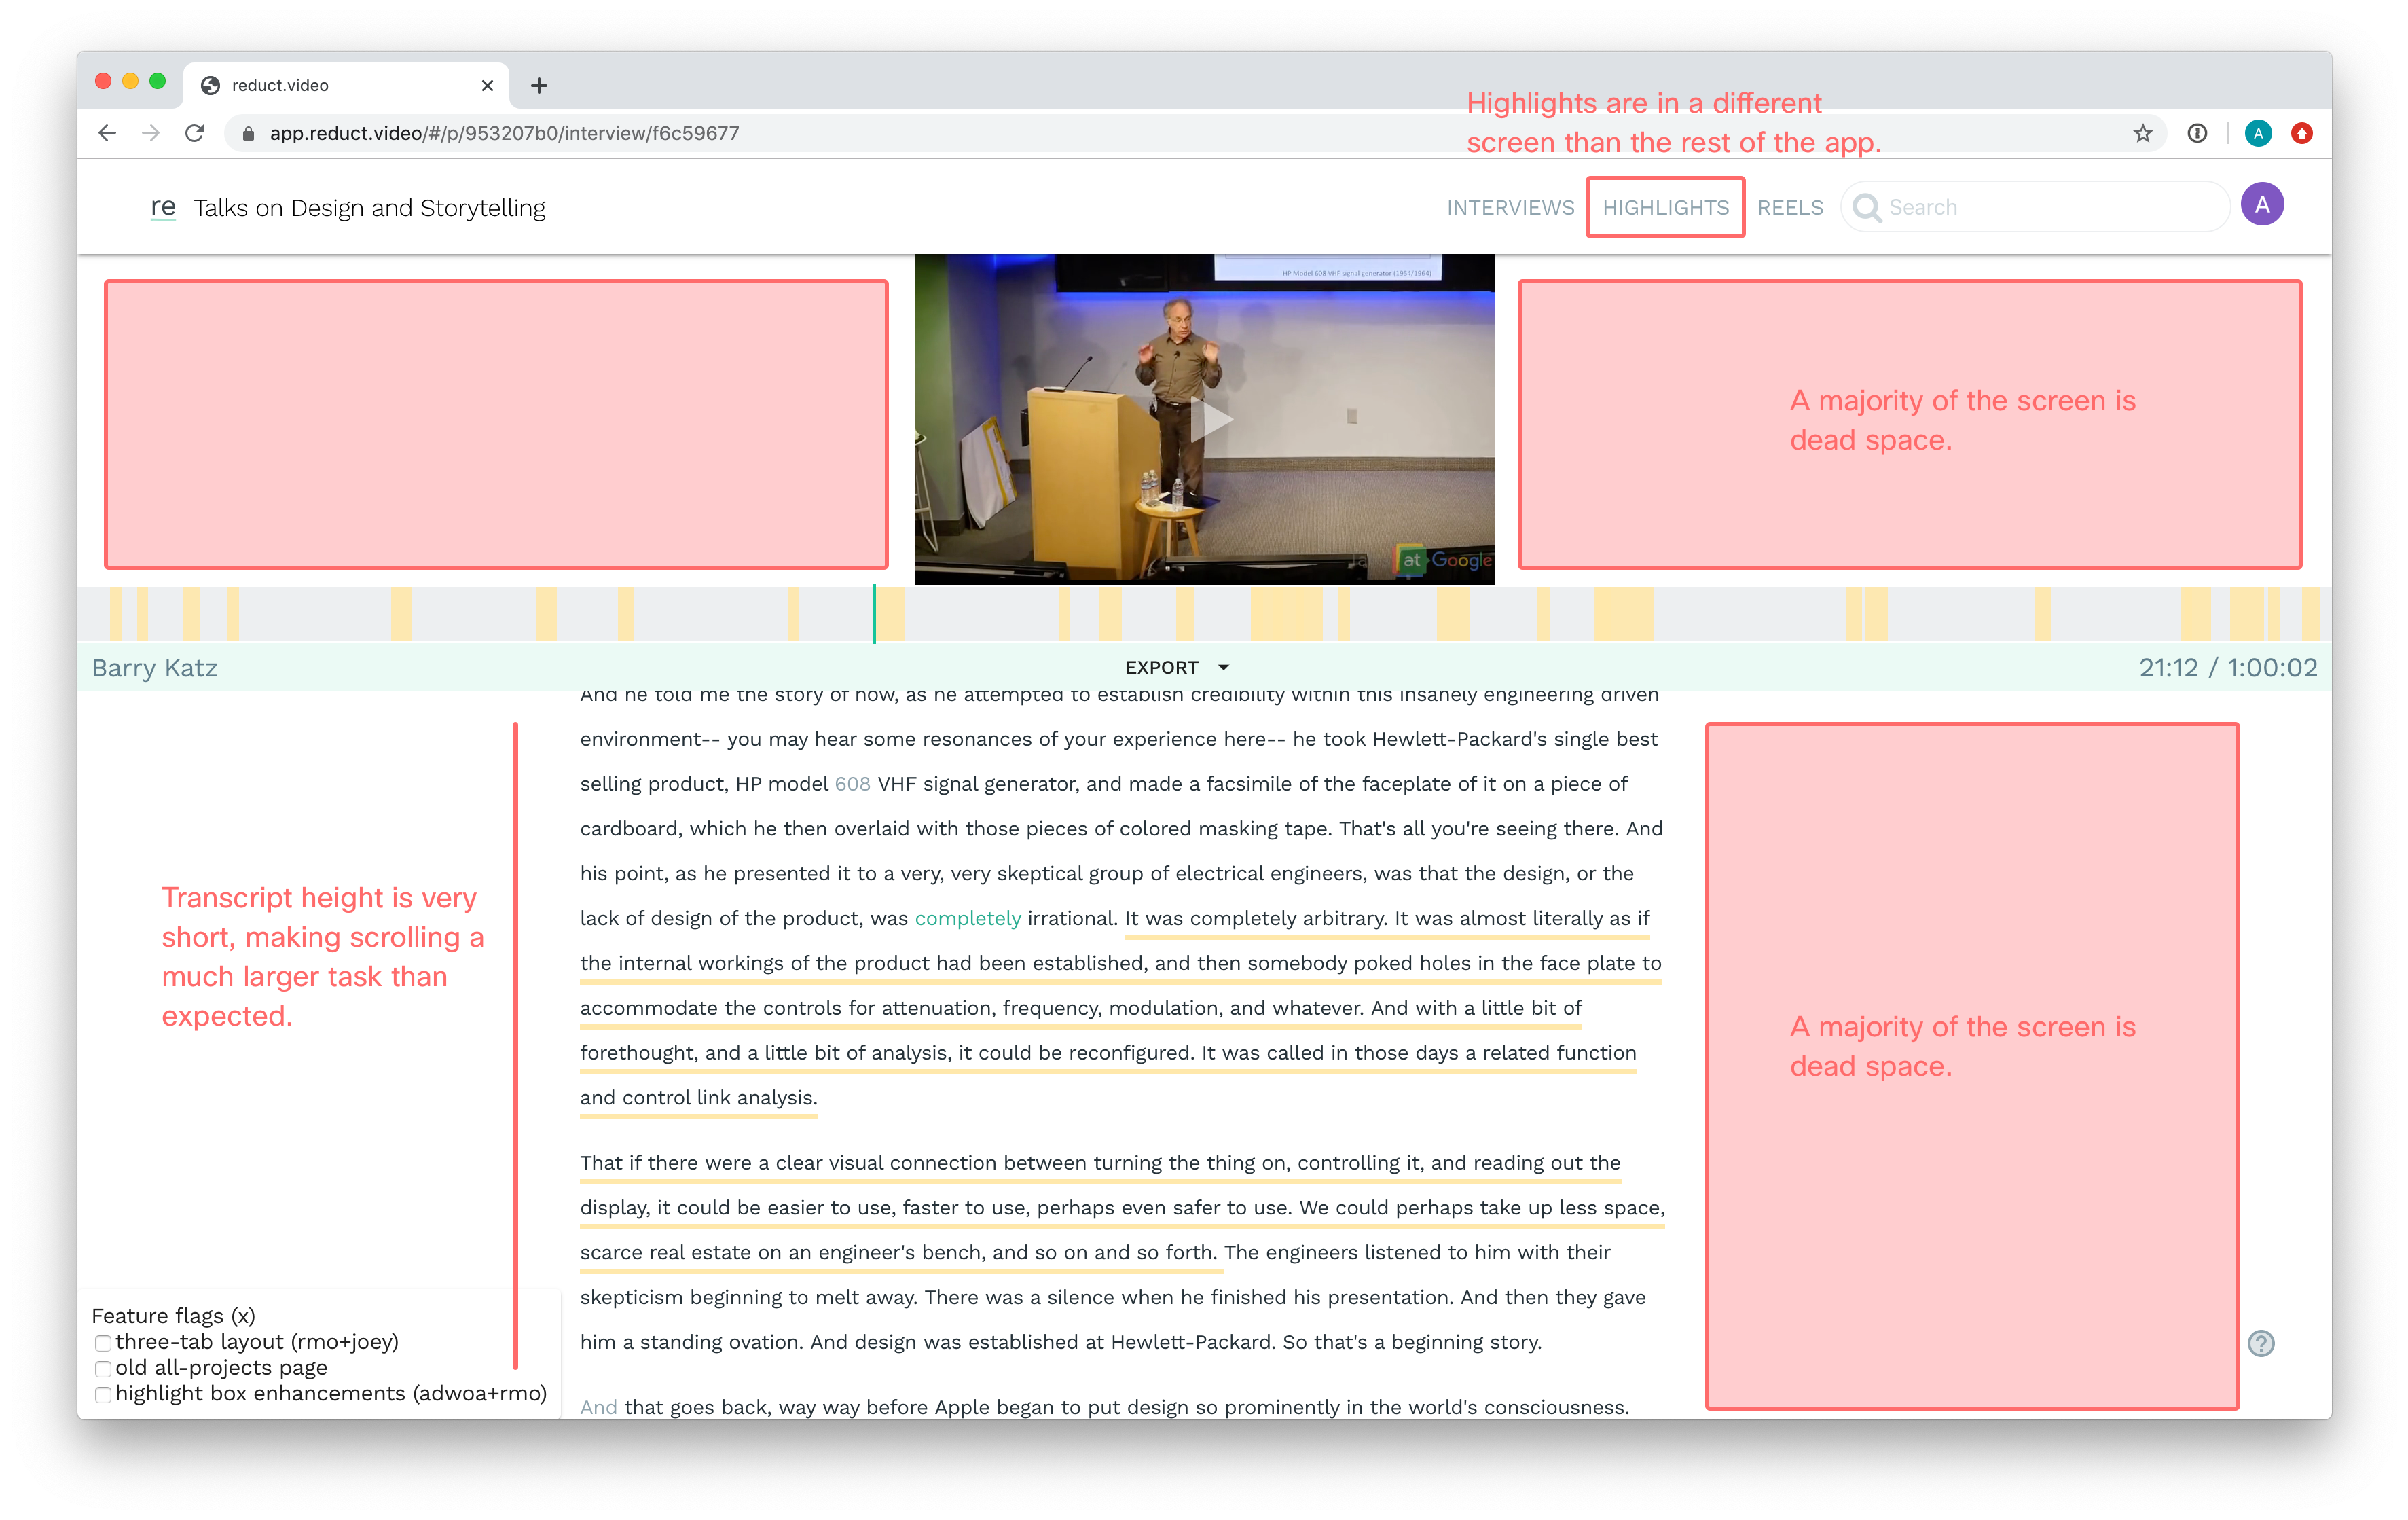 reduct.video
app.reduct.video/#/p/953207b0/interview/f6c59677
Highlights are in a different
screen than the rest of the app.
A
re
Talks on Design and Storytelling
INTERVIEWS
HIGHLIGHTS
REELS
Search
A
HP Model 608 VHF signal generator (1954/1964)
at Google
A majority of the screen is
dead space.
Barry Katz
EXPORT
21:12 / 1:00:02
And he told me the story of how, as he attempted to establish credibility within this insanely engineering driven
environment-- you may hear some resonances of your experience here-- he took Hewlett-Packard's single best
selling product, HP model 608 VHF signal generator, and made a facsimile of the faceplate of it on a piece of
cardboard, which he then overlaid with those pieces of colored masking tape. That's all you're seeing there. And
his point, as he presented it to a very, very skeptical group of electrical engineers, was that the design, or the
lack of design of the product, was completely irrational. It was completely arbitrary. It was almost literally as if
the internal workings of the product had been established, and then somebody poked holes in the face plate to
accommodate the controls for attenuation, frequency, modulation, and whatever. And with a little bit of
forethought, and a little bit of analysis, it could be reconfigured. It was called in those days a related function
and control link analysis.
That if there were a clear visual connection between turning the thing on, controlling it, and reading out the
display, it could be easier to use, faster to use, perhaps even safer to use. We could perhaps take up less space,
scarce real estate on an engineer's bench, and so on and so forth. The engineers listened to him with their
skepticism beginning to melt away. There was a silence when he finished his presentation. And then they gave
him a standing ovation. And design was established at Hewlett-Packard. So that's a beginning story.
And that goes back, way way before Apple began to put design so prominently in the world's consciousness.
Transcript height is very
short, making scrolling a
much larger task than
expected.
A majority of the screen is
dead space.
Feature flags (x)
three-tab layout (rmo+joey)
old all-projects page
highlight box enhancements (adwoa+rmo)
?